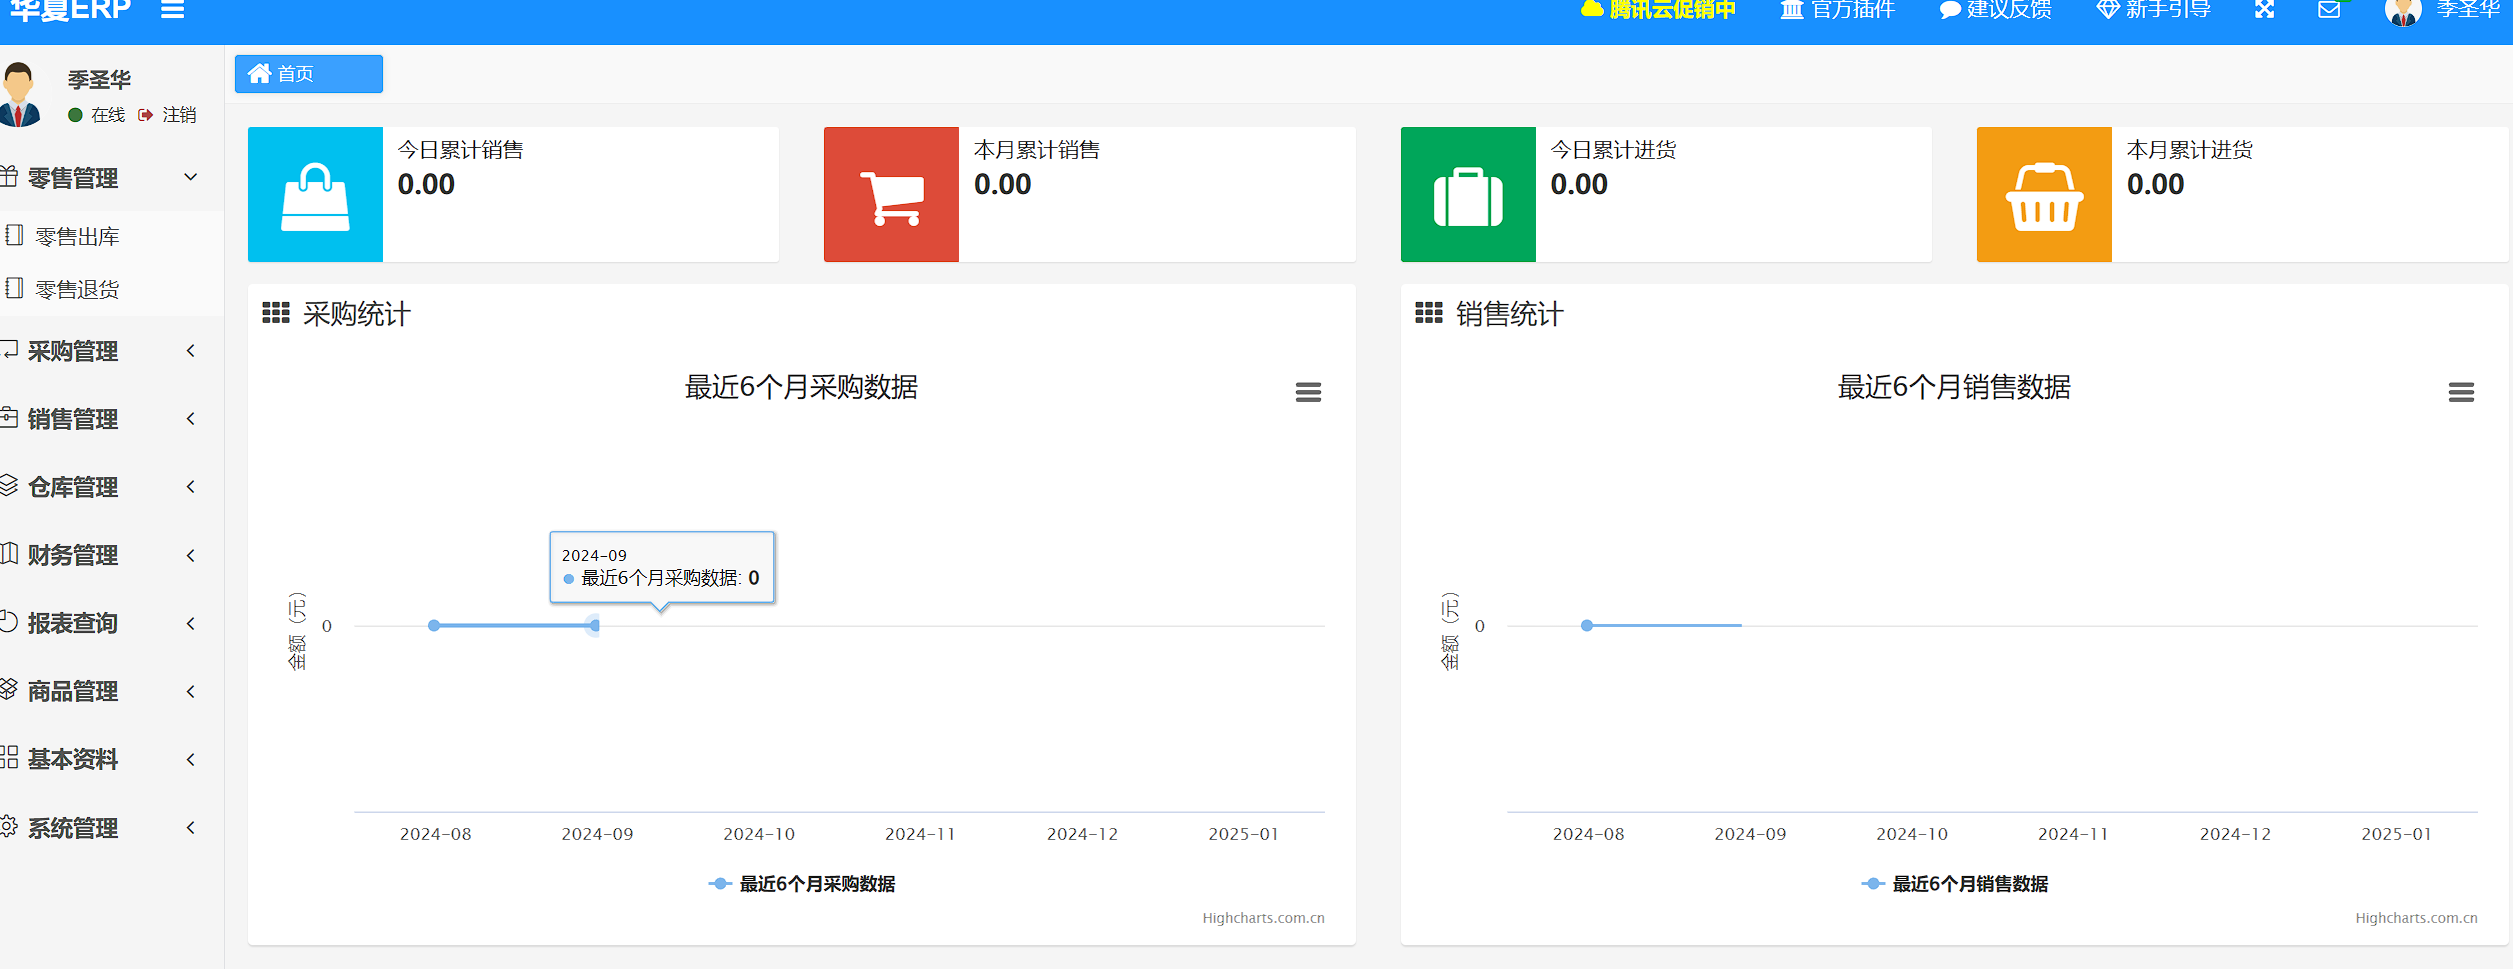 华夏ERP
腾讯云促销中
官方插件
建议反馈
新手引导
季圣华
季圣华
在线 注销
首页
零售管理
零售出库
零售退货
采购管理
销售管理
仓库管理
财务管理
报表查询
商品管理
基本资料
系统管理
今日累计销售
0.00
本月累计销售
0.00
今日累计进货
0.00
本月累计进货
0.00
采购统计
最近6个月采购数据
2024-09
最近6个月采购数据: 0
金额（元）
0
2024-08 2024-09 2024-10 2024-11 2024-12 2025-01
最近6个月采购数据
Highcharts.com.cn
销售统计
最近6个月销售数据
金额（元）
0
2024-08 2024-09 2024-10 2024-11 2024-12 2025-01
最近6个月销售数据
Highcharts.com.cn